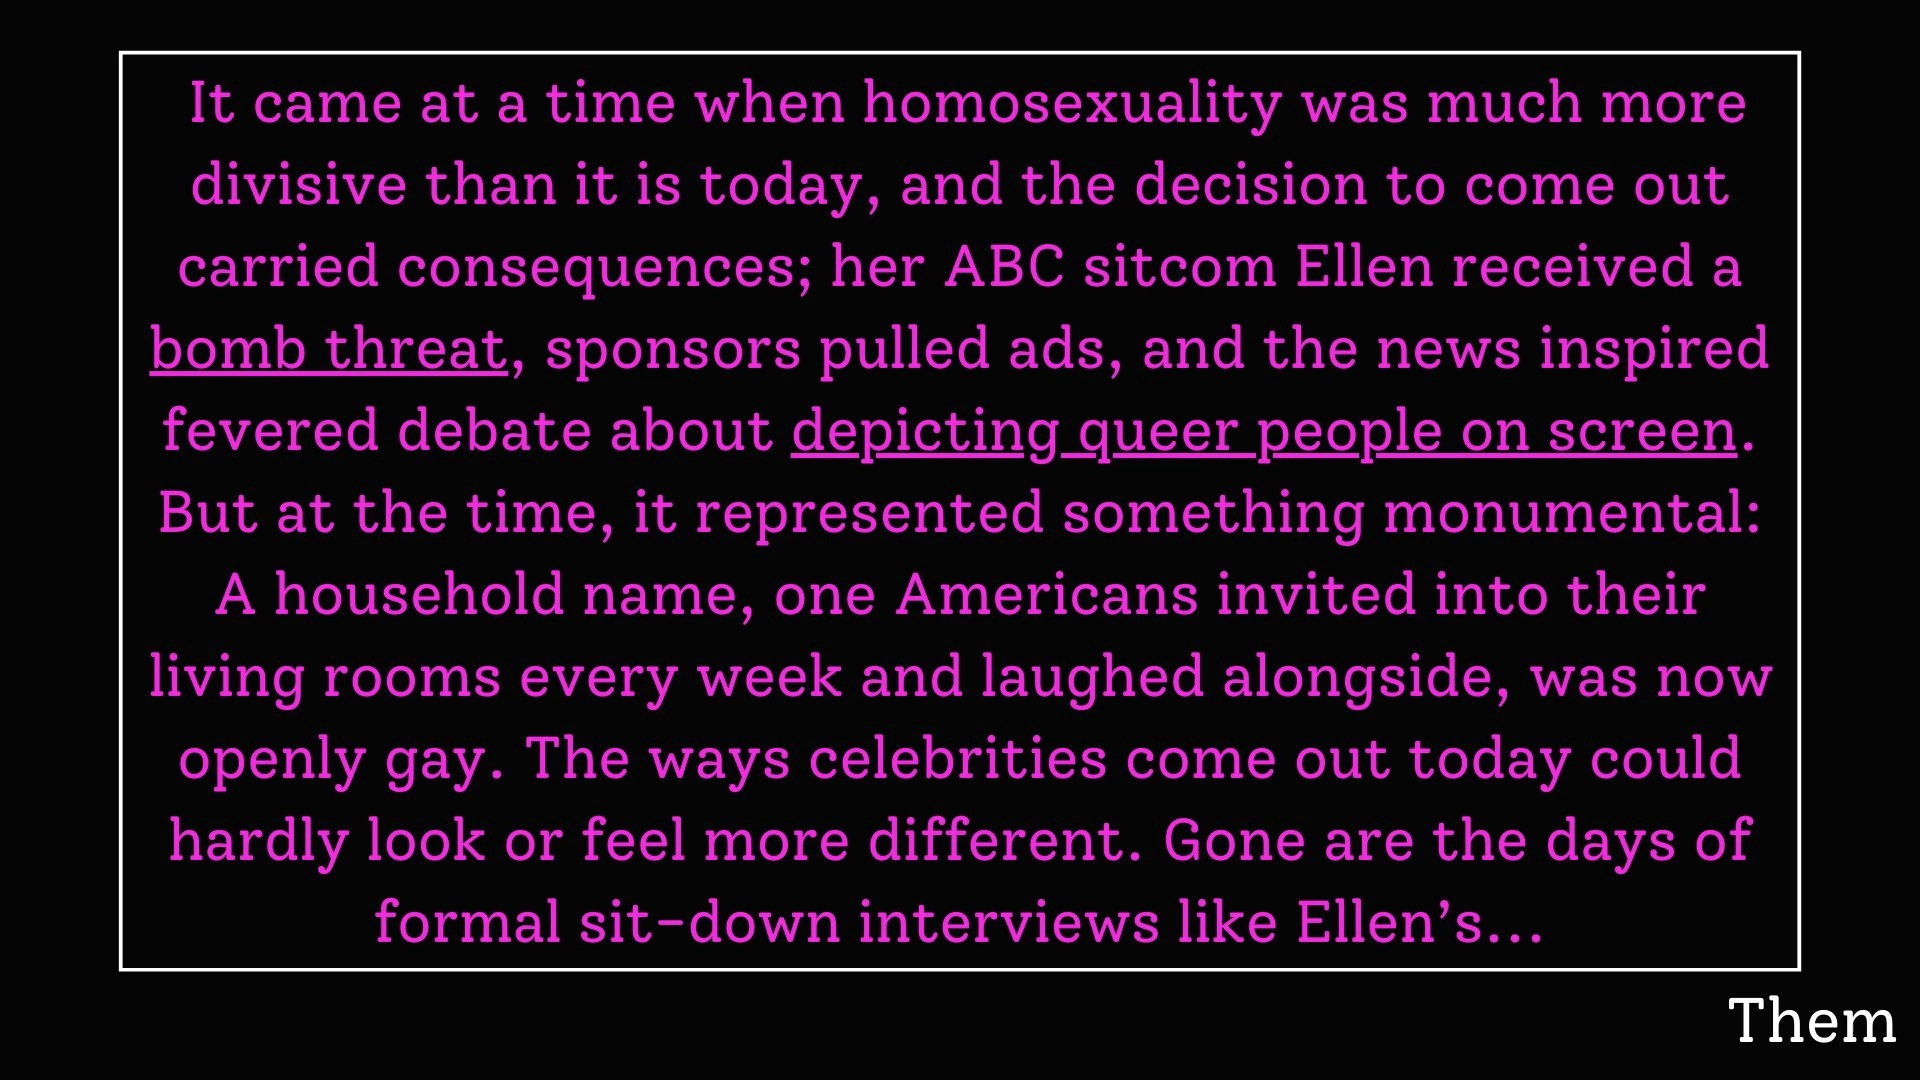 It came at a time when homosexuality was much more
divisive than it is today, and the decision to come out
carried consequences; her ABC sitcom Ellen received a
bomb threat, sponsors pulled ads, and the news inspired
fevered debate about depicting queer people on screen.
But at the time, it represented something monumental:
A household name, one Americans invited into their
living rooms every week and laughed alongside, was now
openly gay. The ways celebrities come out today could
hardly look or feel more different. Gone are the days of
formal sit-down interviews like Ellen’s...
Them